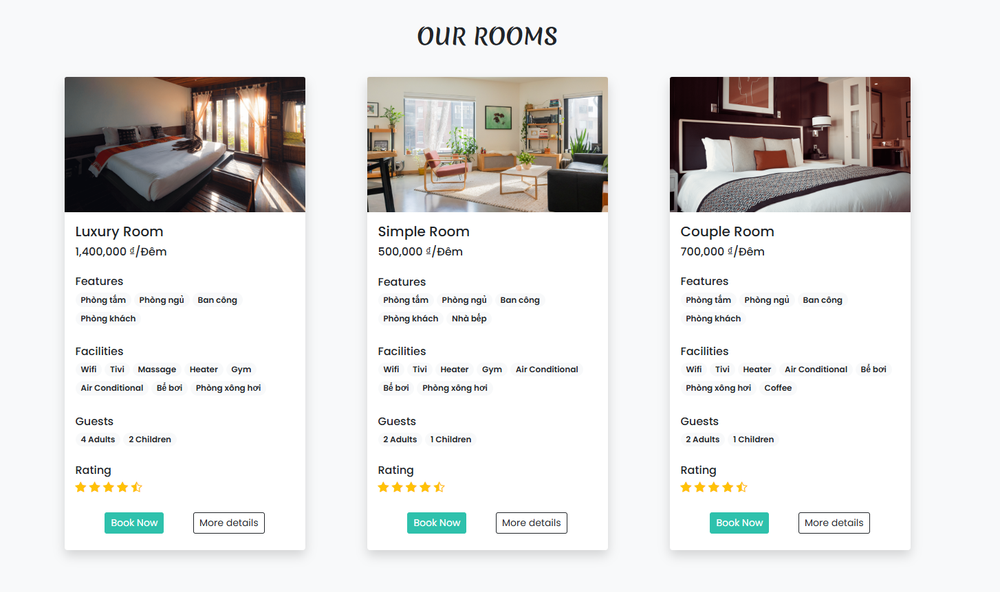 OUR ROOMS
Luxury Room
1,400,000 ₫/Đêm
Features
Phòng tắm Phòng ngủ Ban công
Phòng khách
Facilities
Wifi Tivi Massage Heater Gym
Air Conditional Bể bơi Phòng xông hơi
Guests
4 Adults 2 Children
Rating
Book Now More details
Simple Room
500,000 ₫/Đêm
Features
Phòng tắm Phòng ngủ Ban công
Phòng khách Nhà bếp
Facilities
Wifi Tivi Heater Gym Air Conditional
Bể bơi Phòng xông hơi
Guests
2 Adults 1 Children
Rating
Book Now More details
Couple Room
700,000 ₫/Đêm
Features
Phòng tắm Phòng ngủ Ban công
Phòng khách
Facilities
Wifi Tivi Heater Air Conditional Bể bơi
Phòng xông hơi Coffee
Guests
2 Adults 1 Children
Rating
Book Now More details